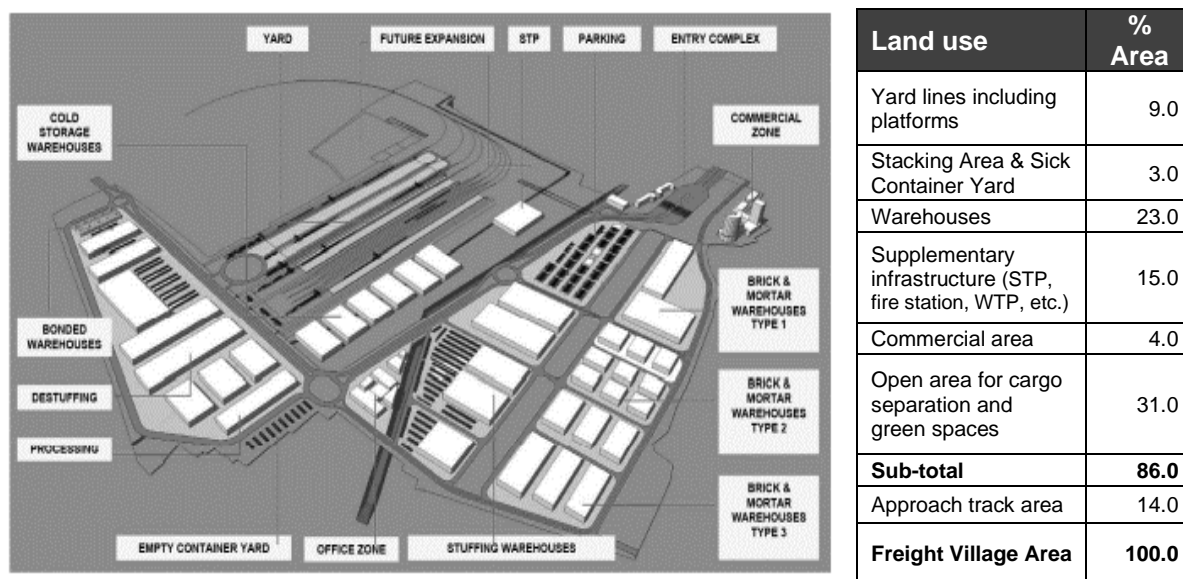 YARD
FUTURE EXPANSION
STP
PARKING
ENTRY COMPLEX
COLD
STORAGE
WAREHOUSES
COMMERCIAL
ZONE
BRICK &
MORTAR
WAREHOUSES
TYPE 1
BONDED
WAREHOUSES
DESTUFFING
BRICK &
MORTAR
WAREHOUSES
TYPE 2
PROCESSING
BRICK &
MORTAR
WAREHOUSES
TYPE 3
EMPTY CONTAINER YARD
OFFICE ZONE
STUFFING WAREHOUSES
Land use
%
Area
Yard lines including
platforms
9.0
Stacking Area & Sick
Container Yard
3.0
Warehouses
23.0
Supplementary
infrastructure (STP,
fire station, WTP, etc.)
15.0
Commercial area
4.0
Open area for cargo
separation and
green spaces
31.0
Sub-total
86.0
Approach track area
14.0
Freight Village Area
100.0